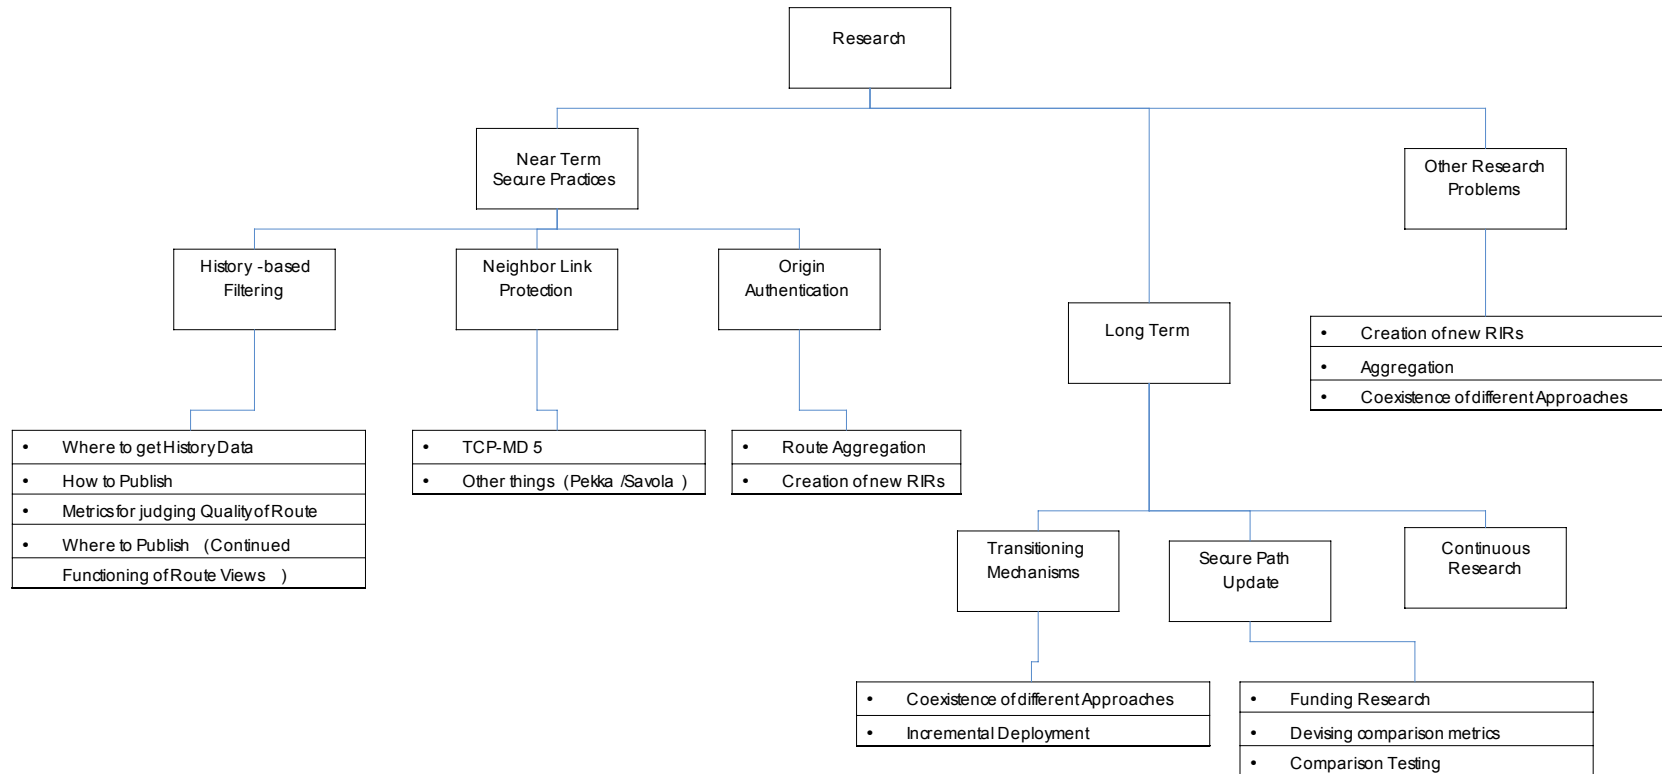 Research
Near Term
Secure Practices
Other Research
Problems
History -based
Filtering
Neighbor Link
Protection
Origin
Authentication
Long Term
• Creation of new RIRs
• Aggregation
• Coexistence of different Approaches
• Where to get History Data
• How to Publish
• Metrics for judging Quality of Route
• Where to Publish (Continued
Functioning of Route Views )
• TCP-MD 5
• Other things (Pekka /Savola )
• Route Aggregation
• Creation of new RIRs
Transitioning
Mechanisms
Secure Path
Update
Continuous
Research
• Coexistence of different Approaches
• Incremental Deployment
• Funding Research
• Devising comparison metrics
• Comparison Testing